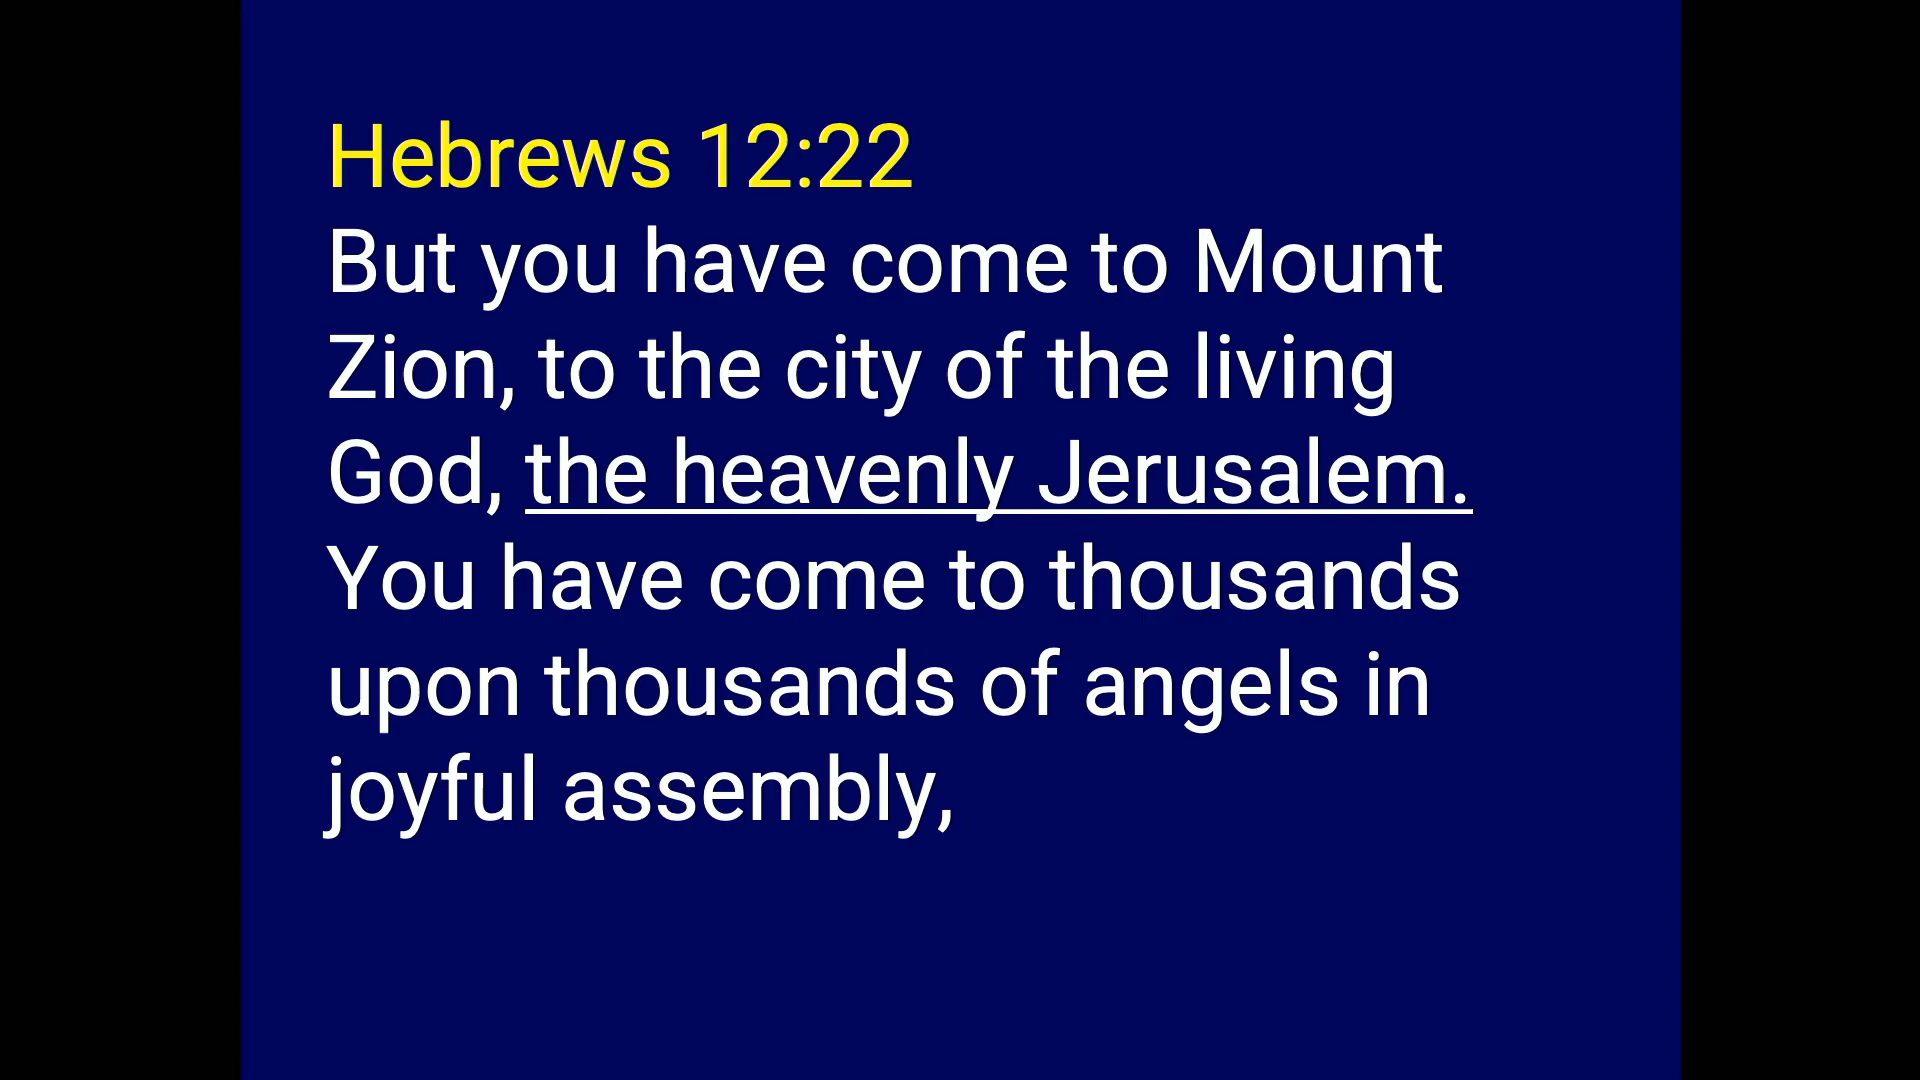 Hebrews 12:22
But you have come to Mount
Zion, to the city of the living
God, the heavenly Jerusalem.
You have come to thousands
upon thousands of angels in
joyful assembly,